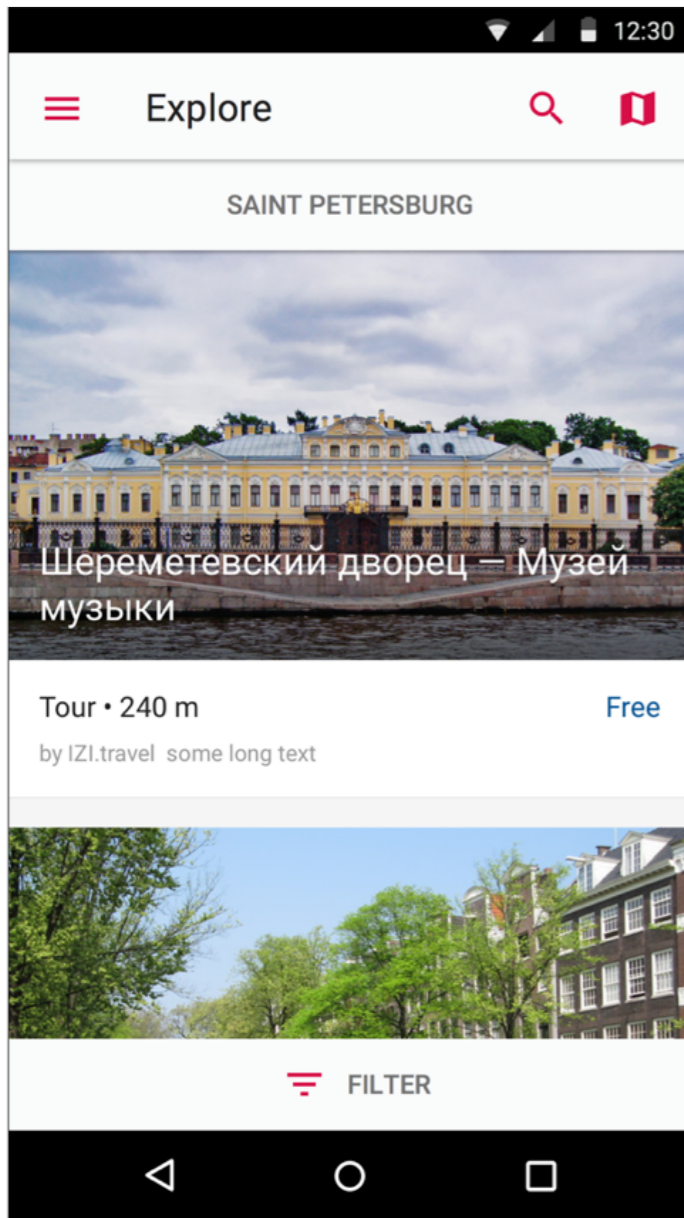 12:30
Explore
SAINT PETERSBURG
Шереметевский дворец — Музей
музыки
Tour • 240 m
Free
by IZI.travel some long text
FILTER